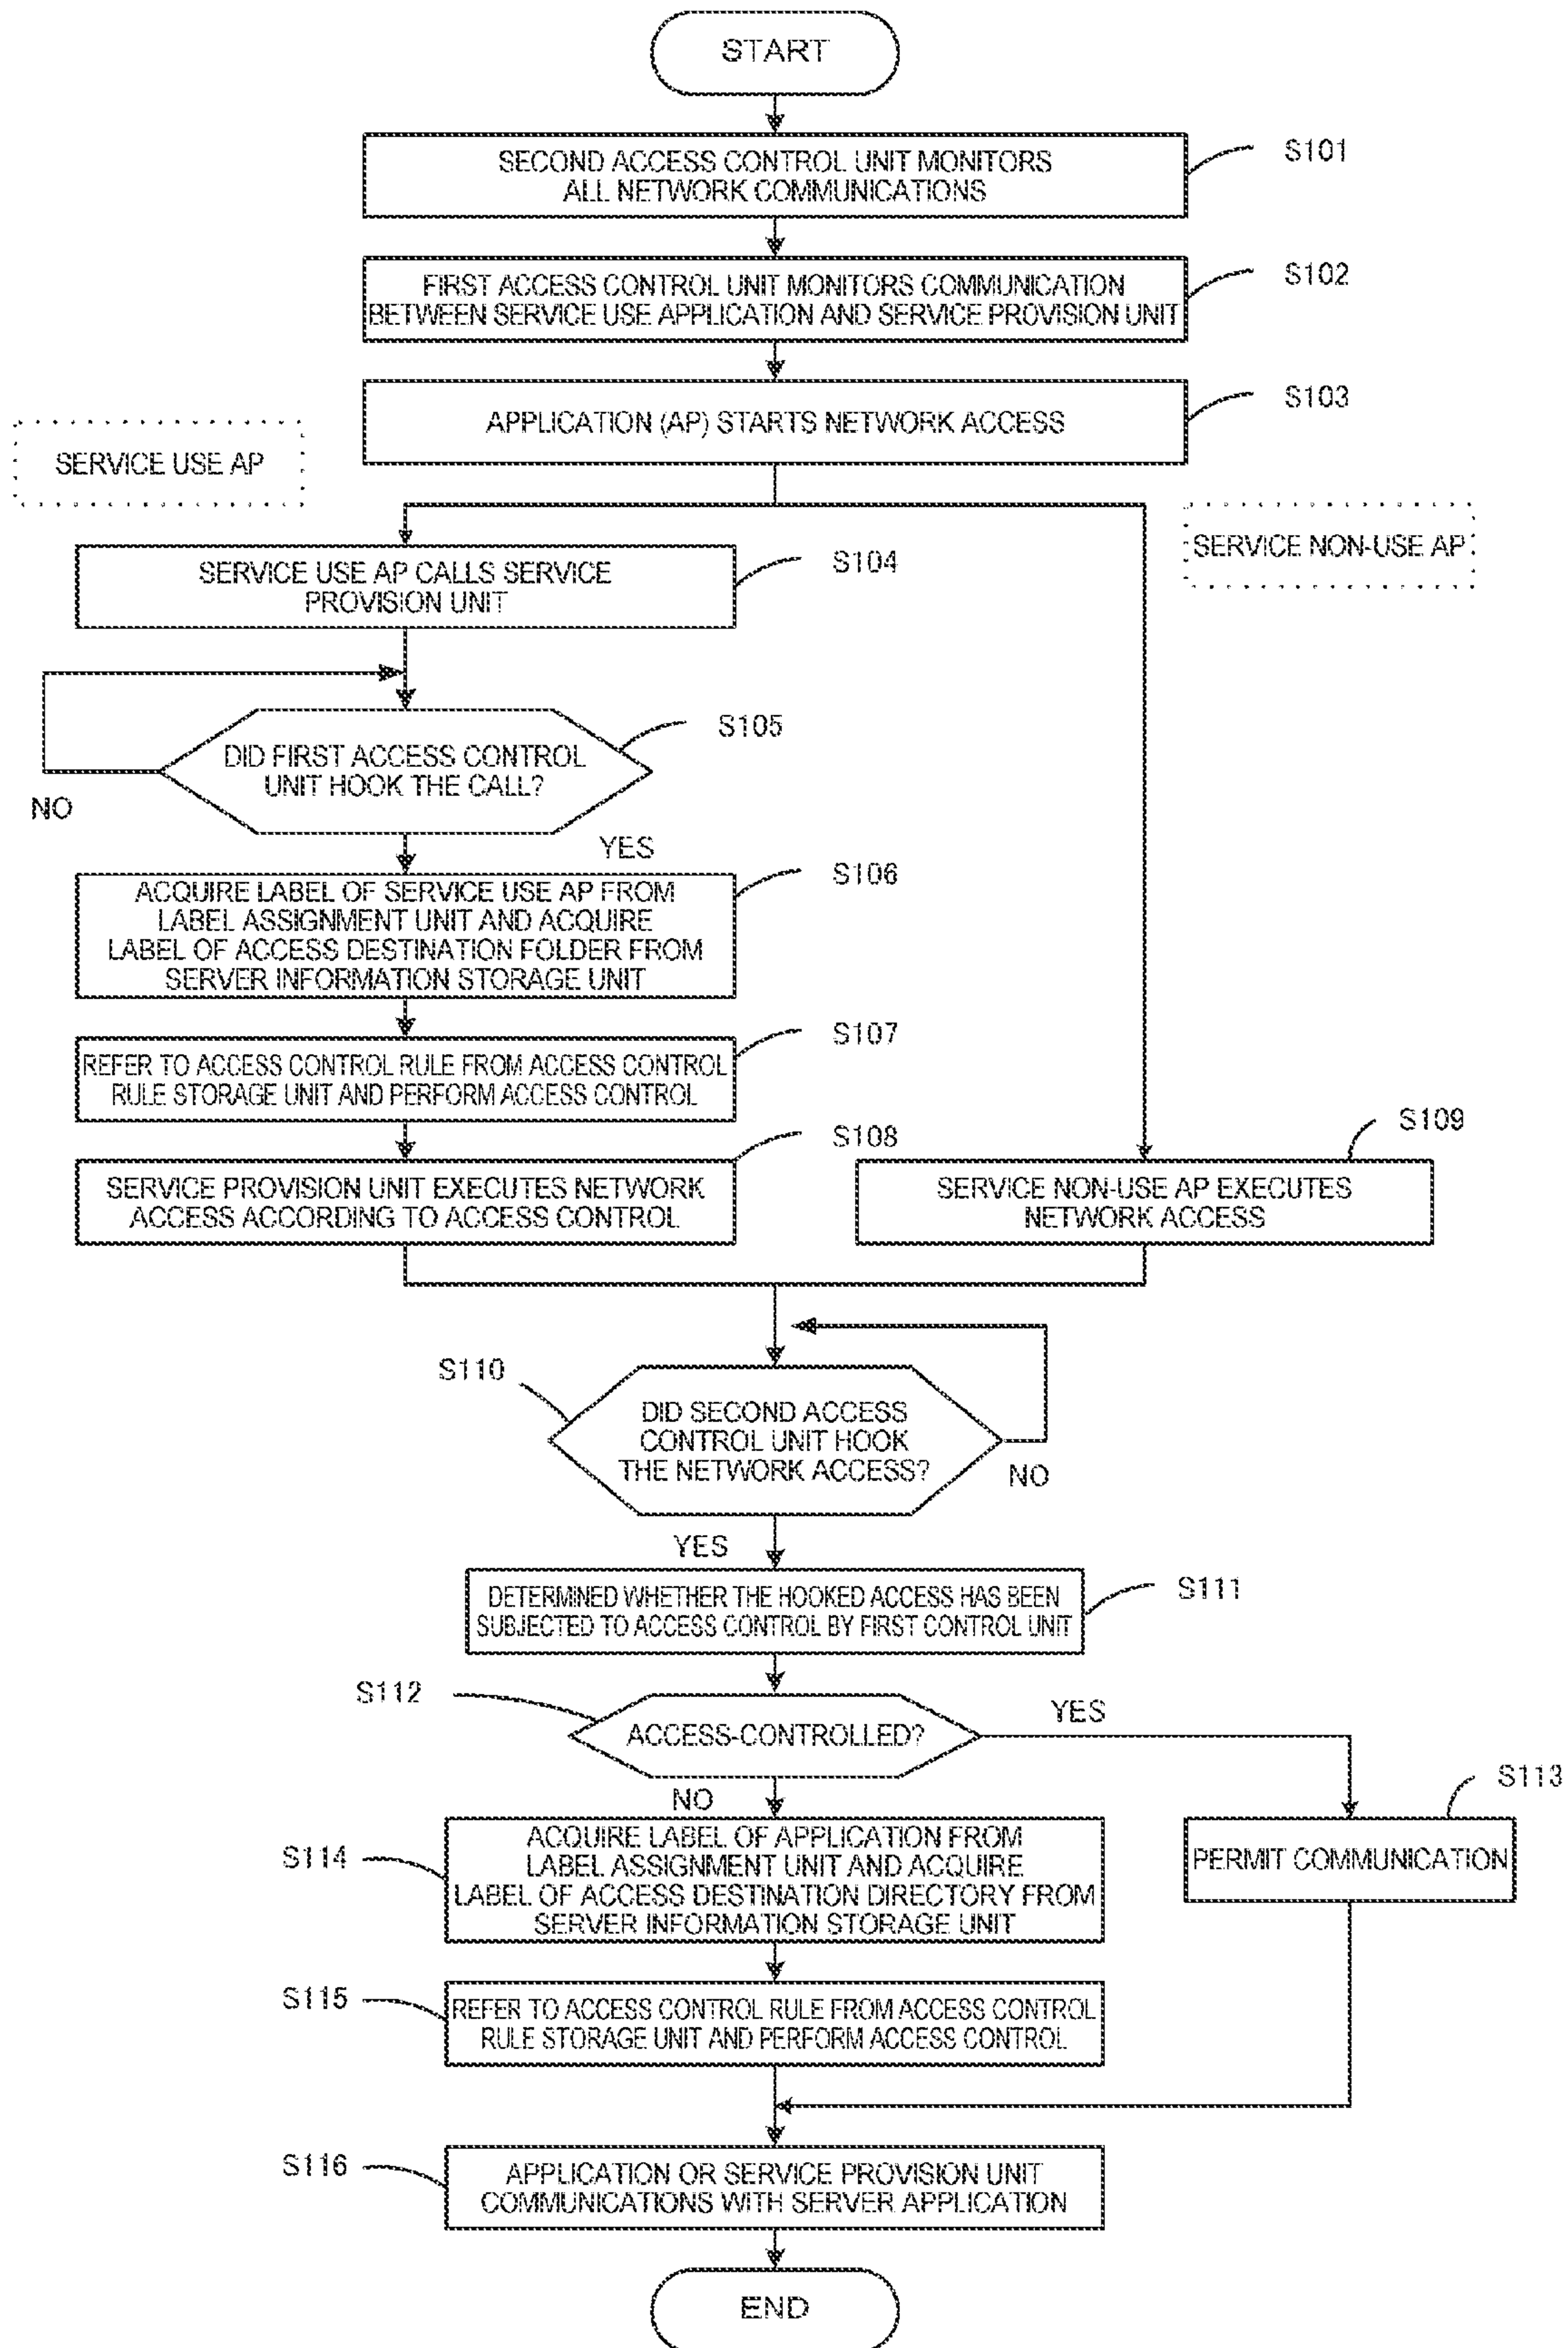 START
SECOND ACCESS CONTROL UNIT MONITORS
ALL NETWORK COMMUNICATIONS
S101
FIRST ACCESS CONTROL UNIT MONITORS COMMUNICATION
BETWEEN SERVICE USE APPLICATION AND SERVICE PROVISION UNIT
S102
APPLICATION (AP) STARTS NETWORK ACCESS
S103
SERVICE USE AP
SERVICE NON-USE AP
SERVICE USE AP CALLS SERVICE
PROVISION UNIT
S104
DID FIRST ACCESS CONTROL
UNIT HOOK THE CALL?
S105
NO
YES
ACQUIRE LABEL OF SERVICE USE AP FROM
LABEL ASSIGNMENT UNIT AND ACQUIRE
LABEL OF ACCESS DESTINATION FOLDER FROM
SERVER INFORMATION STORAGE UNIT
S106
REFER TO ACCESS CONTROL RULE FROM ACCESS CONTROL
RULE STORAGE UNIT AND PERFORM ACCESS CONTROL
S107
SERVICE PROVISION UNIT EXECUTES NETWORK
ACCESS ACCORDING TO ACCESS CONTROL
S108
SERVICE NON-USE AP EXECUTES
NETWORK ACCESS
S109
S110
DID SECOND ACCESS
CONTROL UNIT HOOK
THE NETWORK ACCESS?
NO
YES
DETERMINED WHETHER THE HOOKED ACCESS HAS BEEN
SUBJECTED TO ACCESS CONTROL BY FIRST CONTROL UNIT
S111
S112
ACCESS-CONTROLLED?
YES
NO
S113
PERMIT COMMUNICATION
S114
ACQUIRE LABEL OF APPLICATION FROM
LABEL ASSIGNMENT UNIT AND ACQUIRE
LABEL OF ACCESS DESTINATION DIRECTORY FROM
SERVER INFORMATION STORAGE UNIT
S115
REFER TO ACCESS CONTROL RULE FROM ACCESS CONTROL
RULE STORAGE UNIT AND PERFORM ACCESS CONTROL
S116
APPLICATION OR SERVICE PROVISION UNIT
COMMUNICATIONS WITH SERVER APPLICATION
END